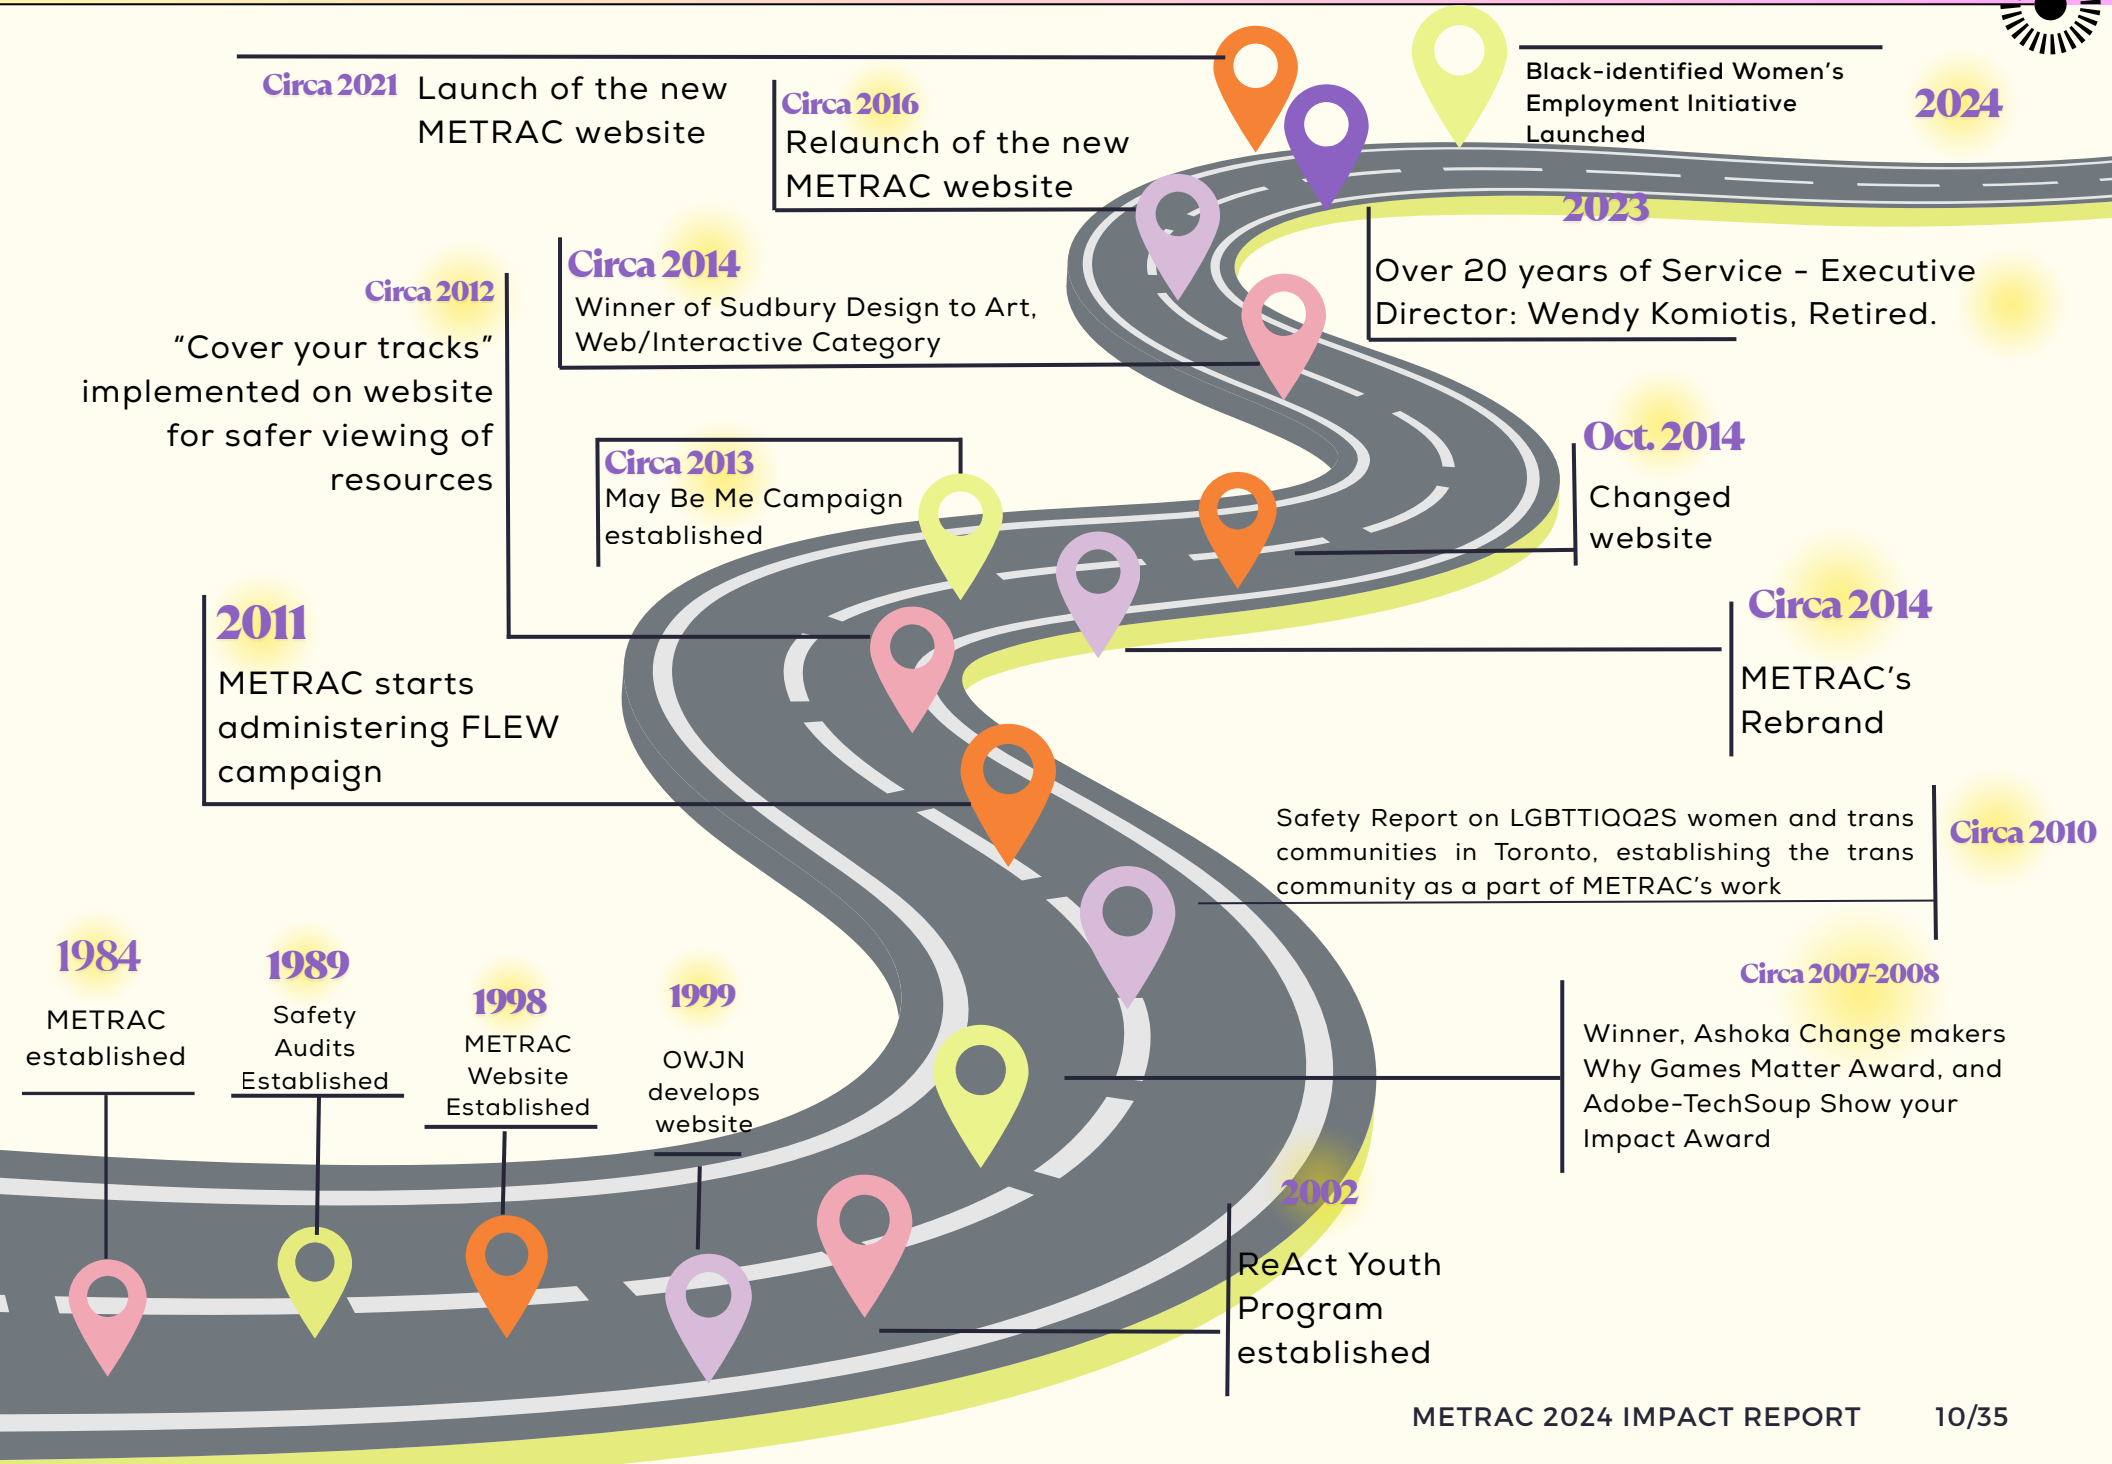 Circa 2021
Launch of the new
METRAC website
Circa 2016
Relaunch of the new
METRAC website
Black-identified Women's
Employment Initiative
Launched
2024
2023
Over 20 years of Service - Executive
Director: Wendy Komiotis, Retired.
Circa 2014
Winner of Sudbury Design to Art,
Web/Interactive Category
Circa 2012
“Cover your tracks”
implemented on website
for safer viewing of
resources
Oct. 2014
Changed
website
Circa 2013
May Be Me Campaign
established
Circa 2014
METRAC’s
Rebrand
2011
METRAC starts
administering FLEW
campaign
Safety Report on LGBTTIQQ2S women and trans
communities in Toronto, establishing the trans
community as a part of METRAC’s work
Circa 2010
1984
METRAC
established
1989
Safety
Audits
Established
1998
METRAC
Website
Established
1999
OWJN
develops
website
Circa 2007-2008
Winner, Ashoka Change makers
Why Games Matter Award, and
Adobe-TechSoup Show your
Impact Award
2002
ReAct Youth
Program
established
METRAC 2024 IMPACT REPORT
10/35